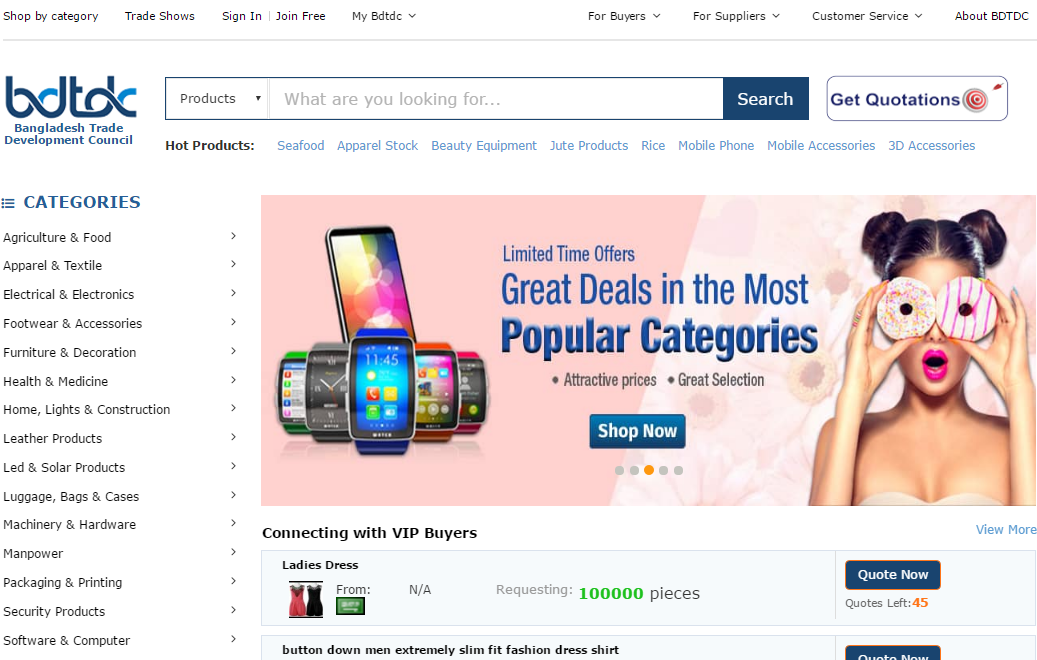 Shop by category Trade Shows Sign In Join Free My Bdtdc For Buyers For Suppliers Customer Service About BDTDC
bdtdc
Bangladesh Trade
Development Council
Products What are you looking for... Search Get Quotations
Hot Products: Seafood Apparel Stock Beauty Equipment Jute Products Rice Mobile Phone Mobile Accessories 3D Accessories
CATEGORIES
Agriculture & Food
Apparel & Textile
Electrical & Electronics
Footwear & Accessories
Furniture & Decoration
Health & Medicine
Home, Lights & Construction
Leather Products
Led & Solar Products
Luggage, Bags & Cases
Machinery & Hardware
Manpower
Packaging & Printing
Security Products
Software & Computer
Limited Time Offers
Great Deals in the Most
Popular Categories
• Attractive prices • Great Selection
Shop Now
11:45
WATCH
Connecting with VIP Buyers View More
Ladies Dress
From: N/A Requesting: 100000 pieces
Quote Now
Quotes Left:45
button down men extremely slim fit fashion dress shirt
Quote Now